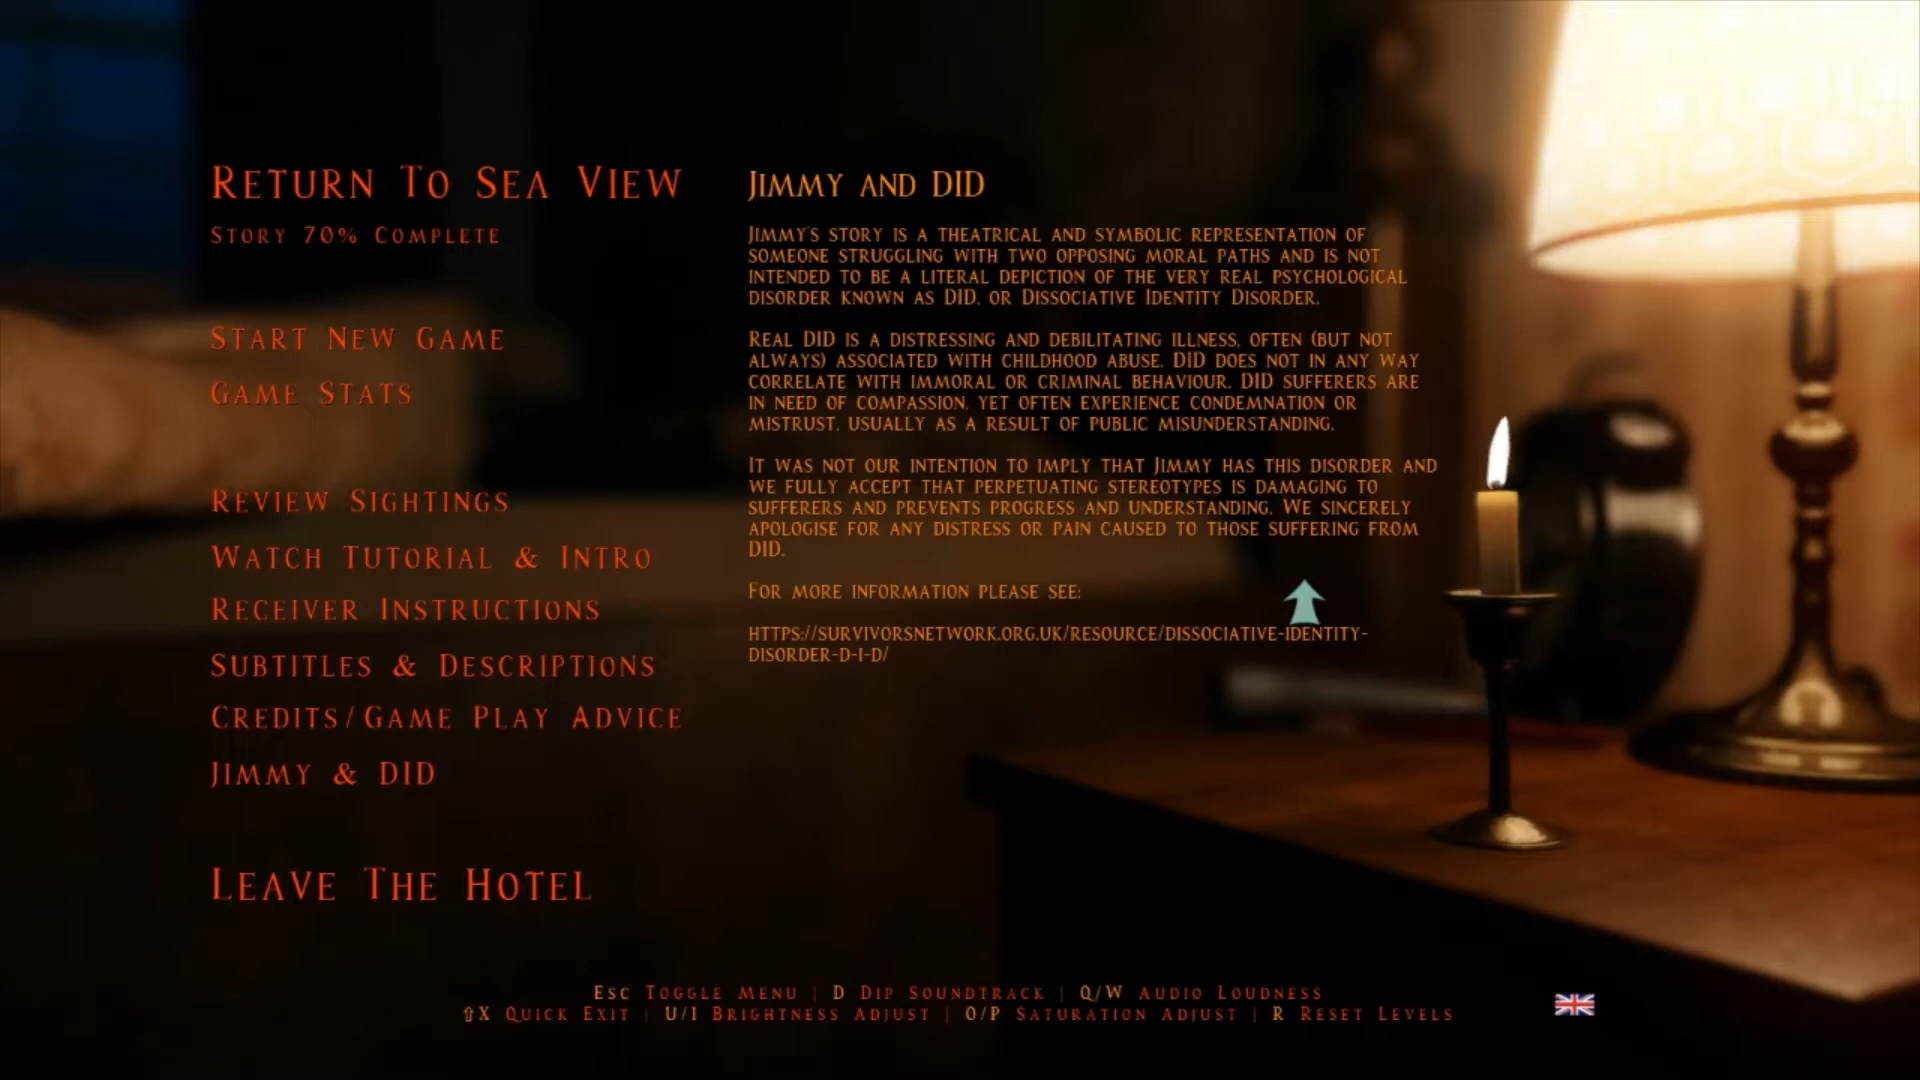 Return To Sea View
Story 70% Complete
Start New Game
Game Stats
Review Sightings
Watch Tutorial & Intro
Receiver Instructions
Subtitles & Descriptions
Credits/Game Play Advice
Jimmy & DID
Leave The Hotel
Jimmy and DID
Jimmy's story is a theatrical and symbolic representation of
someone struggling with two opposing moral paths and is not
intended to be a literal depiction of the very real psychological
disorder known as DID, or Dissociative Identity Disorder.
Real DID is a distressing and debilitating illness, often (but not
always) associated with childhood abuse. DID does not in any way
correlate with immoral or criminal behaviour. DID sufferers are
in need of compassion, yet often experience condemnation or
mistrust, usually as a result of public misunderstanding.
It was not our intention to imply that Jimmy has this disorder and
we fully accept that perpetuating stereotypes is damaging to
sufferers and prevents progress and understanding. We sincerely
apologise for any distress or pain caused to those suffering from
DID.
For more information please see:
https://survivorsnetwork.org.uk/resource/dissociative-identity-
disorder-d-i-d/
Esc Toggle Menu | D Dip Soundtrack | Q/W Audio Loudness
⇧X Quick Exit | U/I Brightness Adjust | O/P Saturation Adjust | R Reset Levels